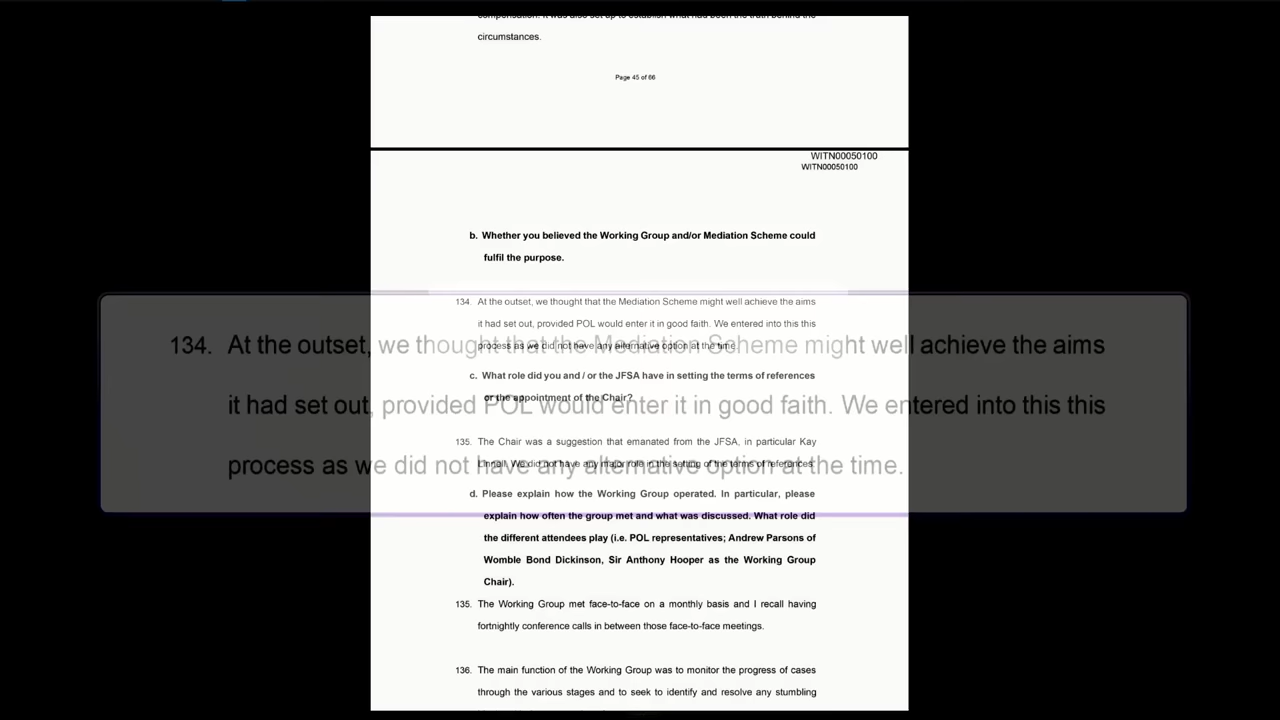 compensation. It was also set up to establish what had been the truth behind the
circumstances.
Page 45 of 66
WITN00050100
WITN00050100
b. Whether you believed the Working Group and/or Mediation Scheme could
fulfil the purpose.
134. At the outset, we thought that the Mediation Scheme might well achieve the aims
it had set out, provided POL would enter it in good faith. We entered into this this
process as we did not have any alternative option at the time.
134. At the outset, we thought that the Mediation Scheme might well achieve the aims
it had set out, provided POL would enter it in good faith. We entered into this this
process as we did not have any alternative option at the time.
c. What role did you and / or the JFSA have in setting the terms of references
or the appointment of the Chair?
135. The Chair was a suggestion that emanated from the JFSA, in particular Kay
Linnell. We did not have any major role in the setting of the terms of references.
d. Please explain how the Working Group operated. In particular, please
explain how often the group met and what was discussed. What role did
the different attendees play (i.e. POL representatives; Andrew Parsons of
Womble Bond Dickinson, Sir Anthony Hooper as the Working Group
Chair).
135. The Working Group met face-to-face on a monthly basis and I recall having
fortnightly conference calls in between those face-to-face meetings.
136. The main function of the Working Group was to monitor the progress of cases
through the various stages and to seek to identify and resolve any stumbling